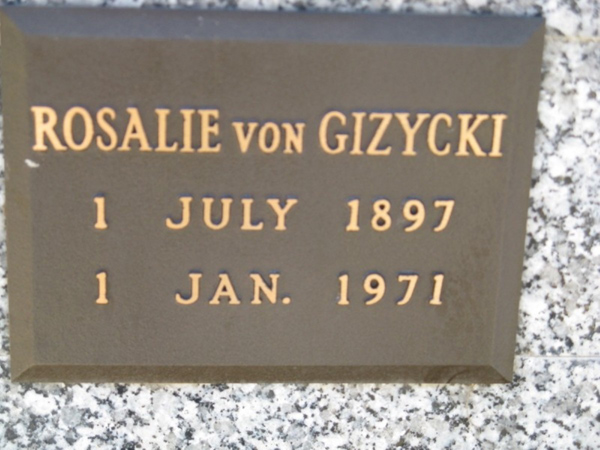 ROSALIE VON GIZYCKI
1 JULY 1897
1 JAN. 1971